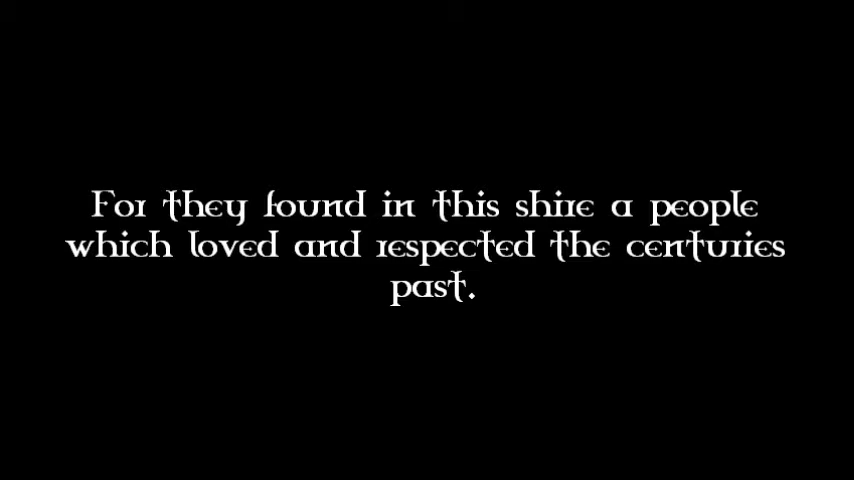 For they found in this shire a people
which loved and respected the centuries
past.